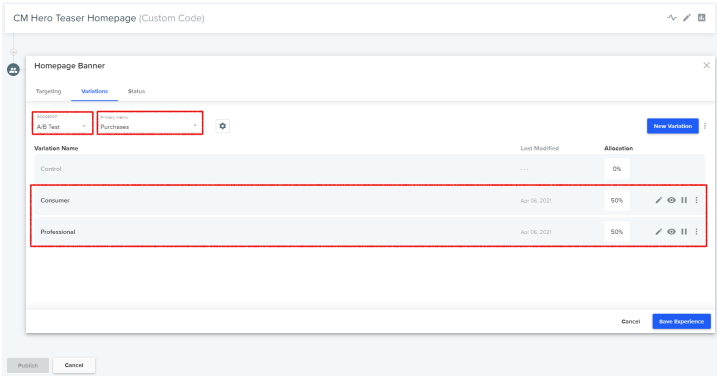 CM Hero Teaser Homepage (Custom Code)
Homepage Banner
Targeting Variations Status
Allocation Primary metric
A/B Test Purchases
New Variation
Variation Name Last Modified Allocation
Control --- 0%
Consumer Apr 06, 2021 50%
Professional Apr 06, 2021 50%
Cancel Save Experience
Publish Cancel